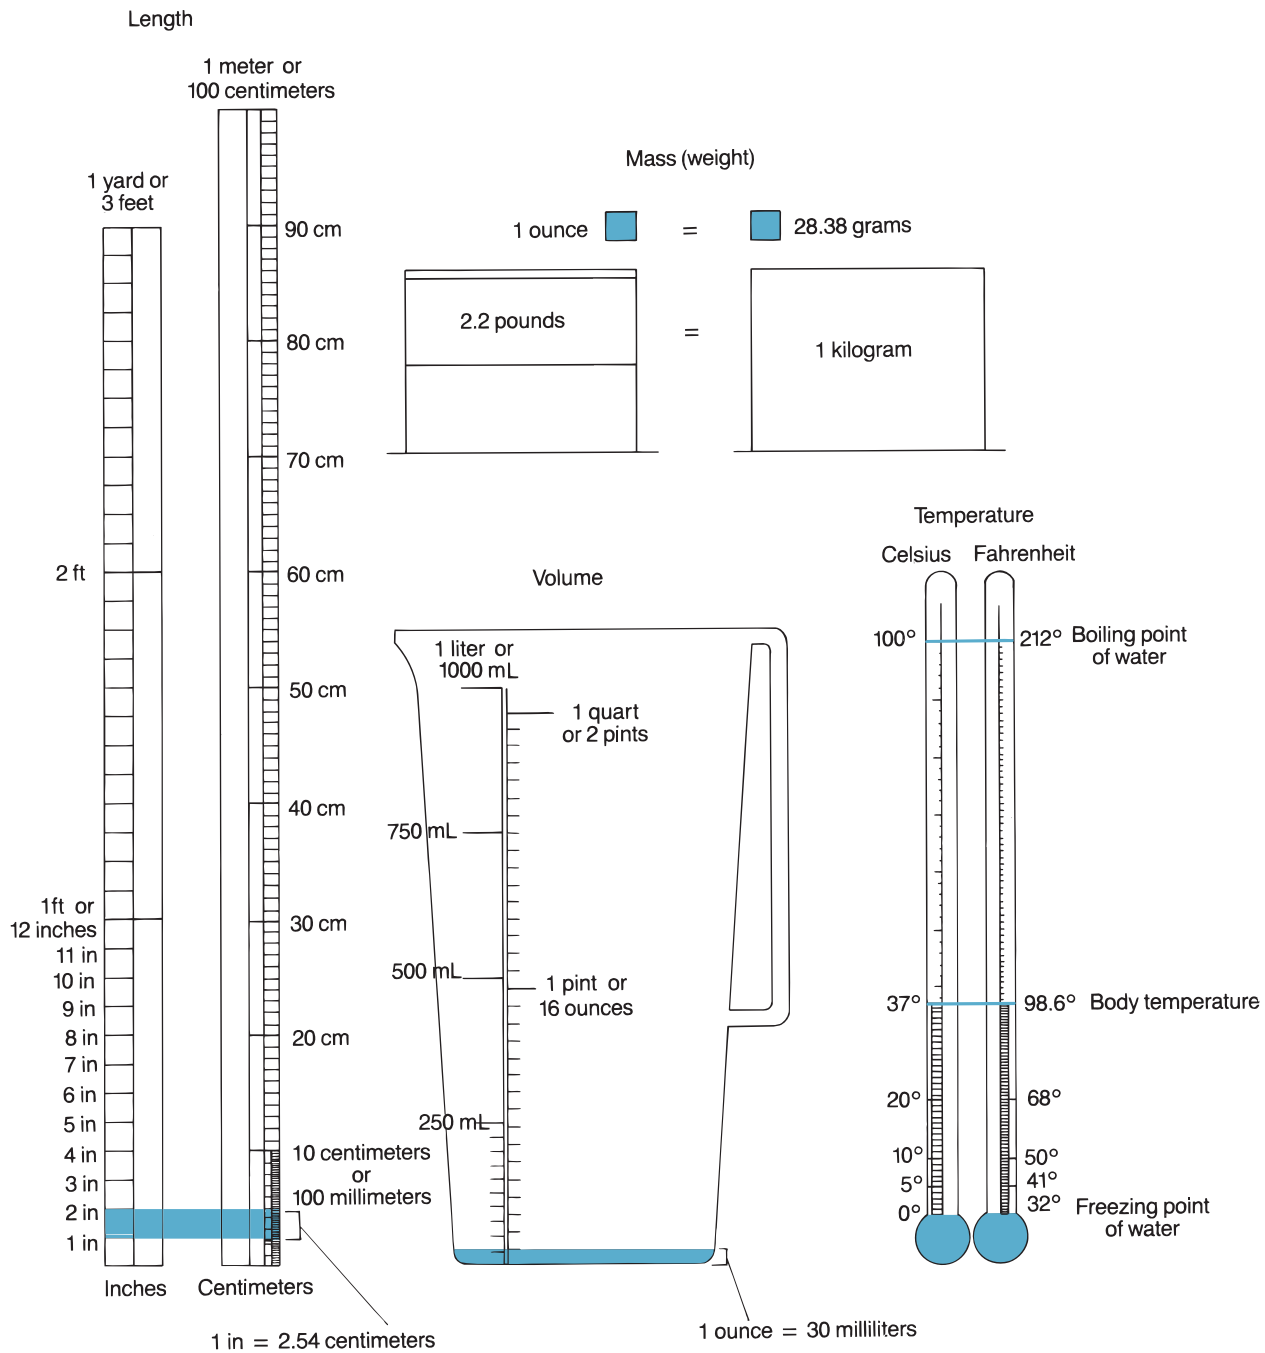 Length
1 meter or
100 centimeters
1 yard or
3 feet
90 cm
80 cm
70 cm
2 ft
60 cm
50 cm
40 cm
1ft or
12 inches
30 cm
11 in
10 in
9 in
8 in
20 cm
7 in
6 in
5 in
4 in
10 centimeters
or
100 millimeters
3 in
2 in
1 in
Inches
Centimeters
1 in = 2.54 centimeters
Mass (weight)
1 ounce = 28.38 grams
2.2 pounds = 1 kilogram
Volume
1 liter or
1000 mL
1 quart
or 2 pints
750 mL
500 mL
1 pint or
16 ounces
250 mL
1 ounce = 30 milliliters
Temperature
Celsius Fahrenheit
100° 212° Boiling point
of water
37° 98.6° Body temperature
20° 68°
10° 50°
5° 41°
0° 32° Freezing point
of water